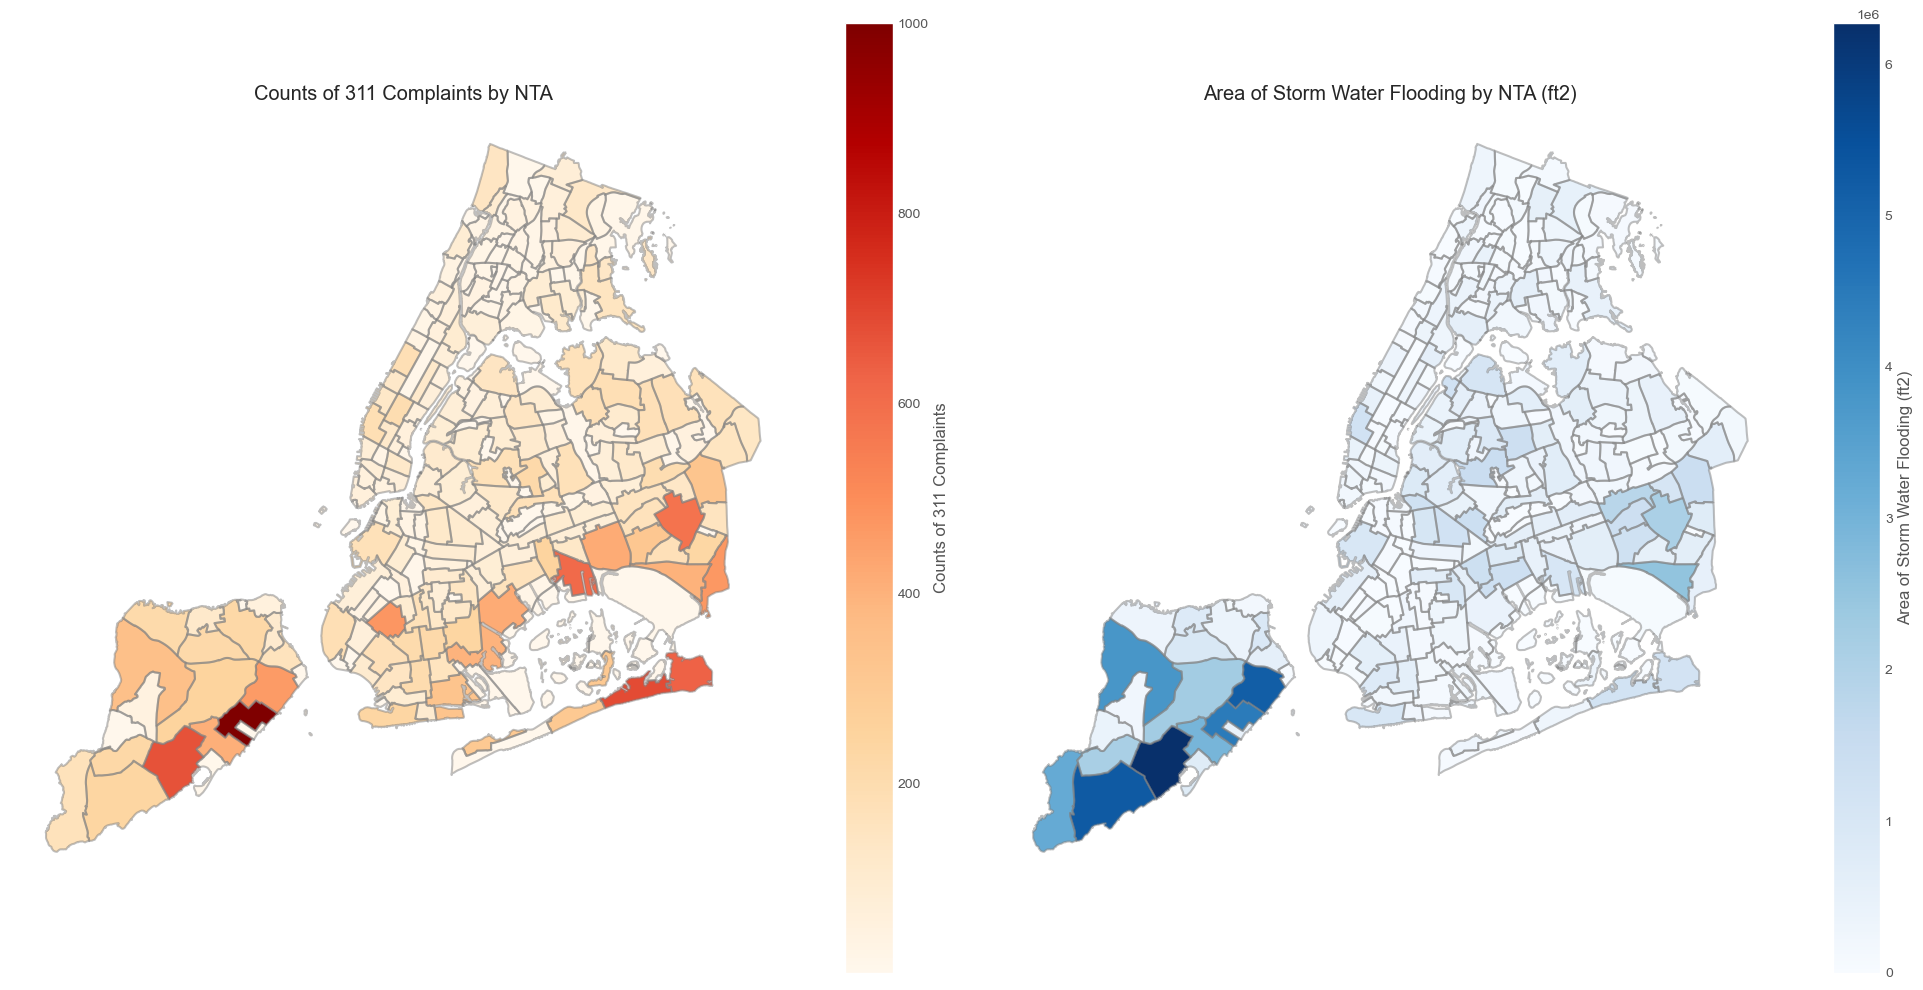 Counts of 311 Complaints by NTA
1000
800
600
400
200
Counts of 311 Complaints
Area of Storm Water Flooding by NTA (ft2)
1e6
6
5
4
3
2
1
0
Area of Storm Water Flooding (ft2)